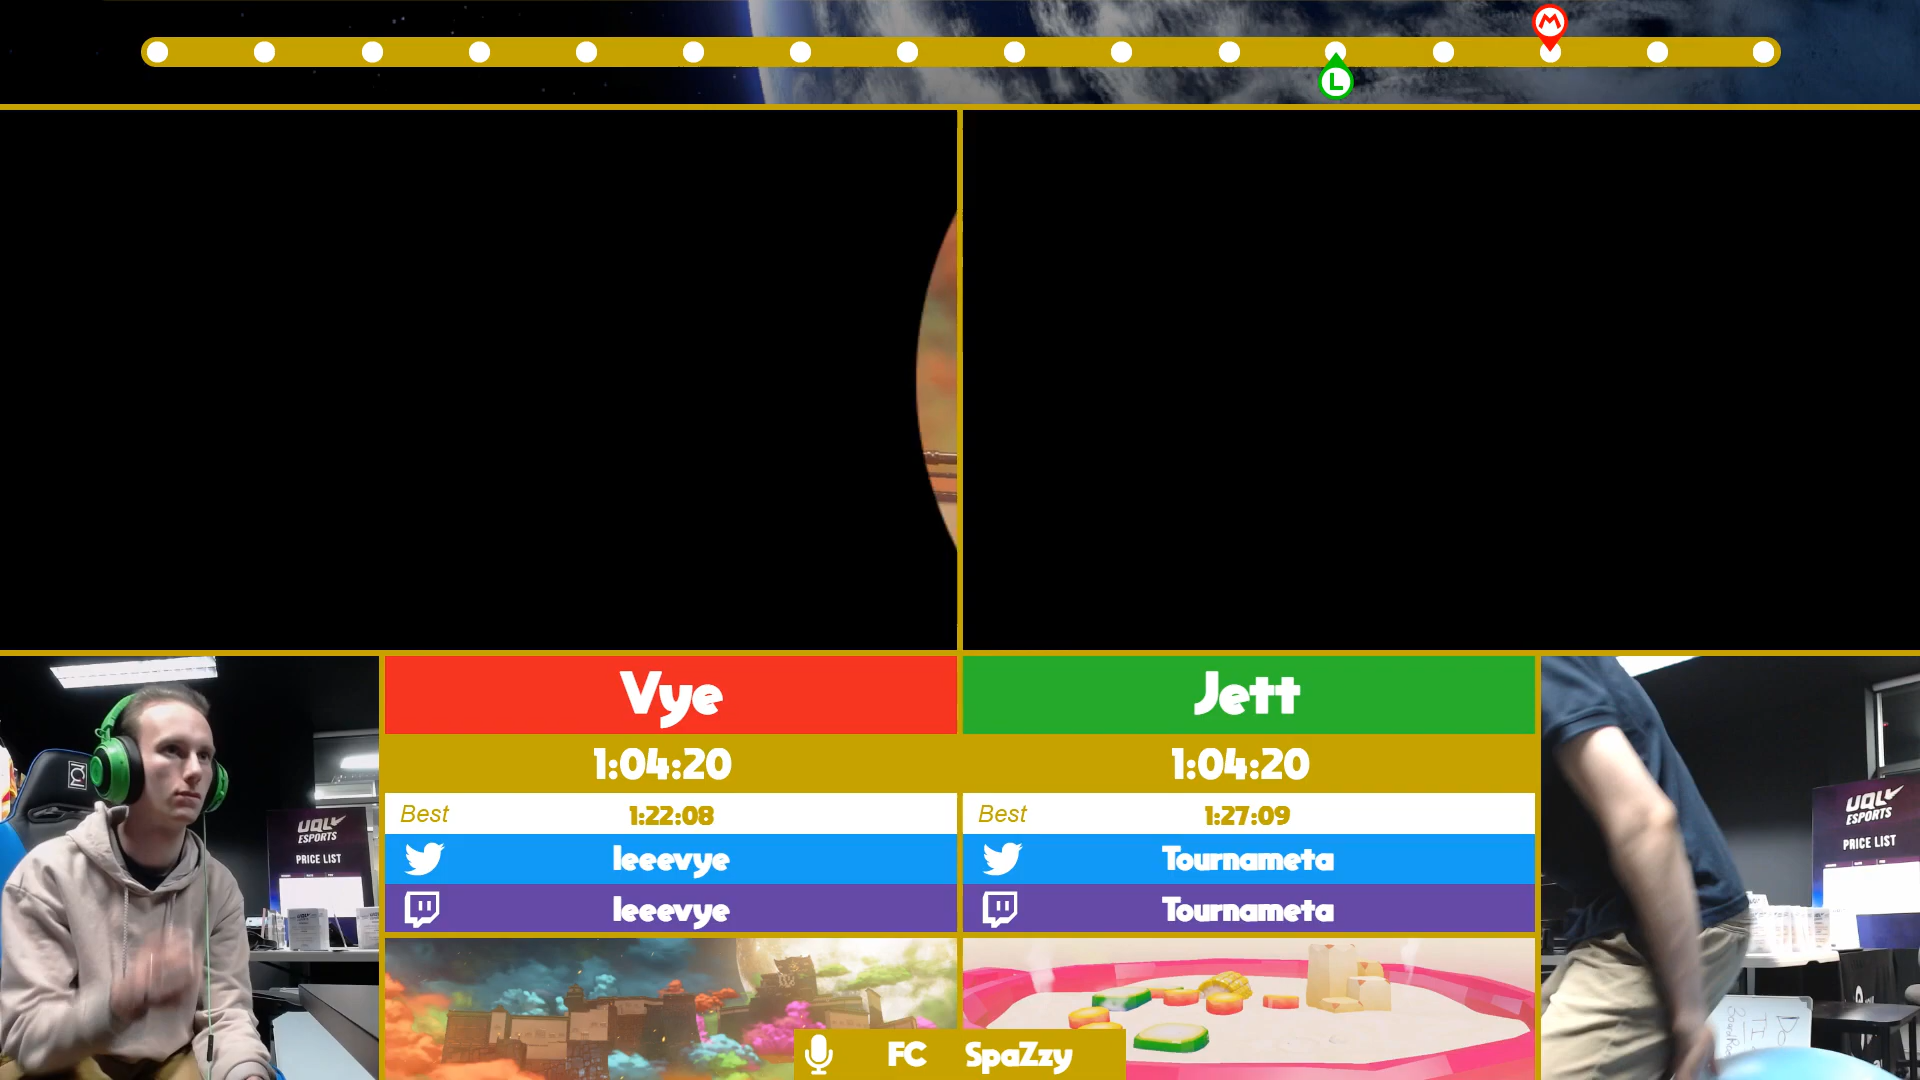 M
L
Vye
Jett
1:04:20
1:04:20
Best 1:22:08
Best 1:27:09
leeevye
Tournameta
leeevye
Tournameta
UQL
ESPORTS
PRICE LIST
UQL
ESPORTS
PRICE LIST
FC SpaZzy